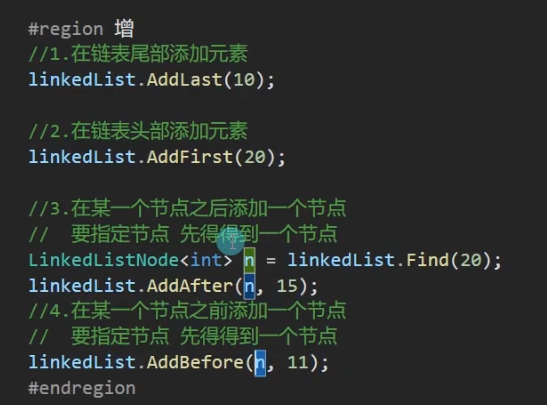 #region 增
//1.在链表尾部添加元素
linkedList.AddLast(10);
//2.在链表头部添加元素
linkedList.AddFirst(20);
//3.在某一个节点之后添加一个节点
//  要指定节点 先得得到一个节点
LinkedListNode<int> n = linkedList.Find(20);
linkedList.AddAfter(n, 15);
//4.在某一个节点之前添加一个节点
//  要指定节点 先得得到一个节点
linkedList.AddBefore(n, 11);
#endregion